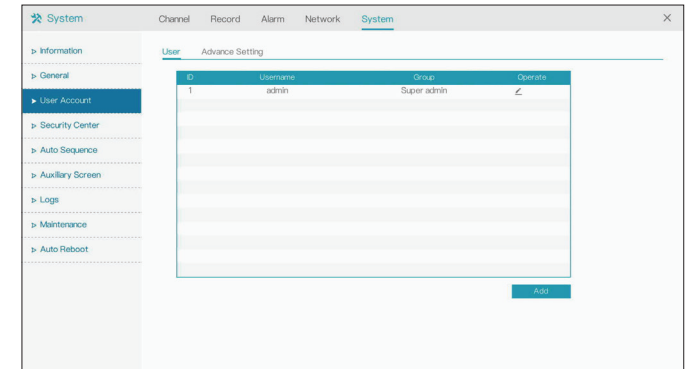 System
Channel Record Alarm Network System
Information
General
User Account
Security Center
Auto Sequence
Auxiliary Screen
Logs
Maintenance
Auto Reboot
User Advance Setting
ID Username Group Operate
1 admin Super admin
Add